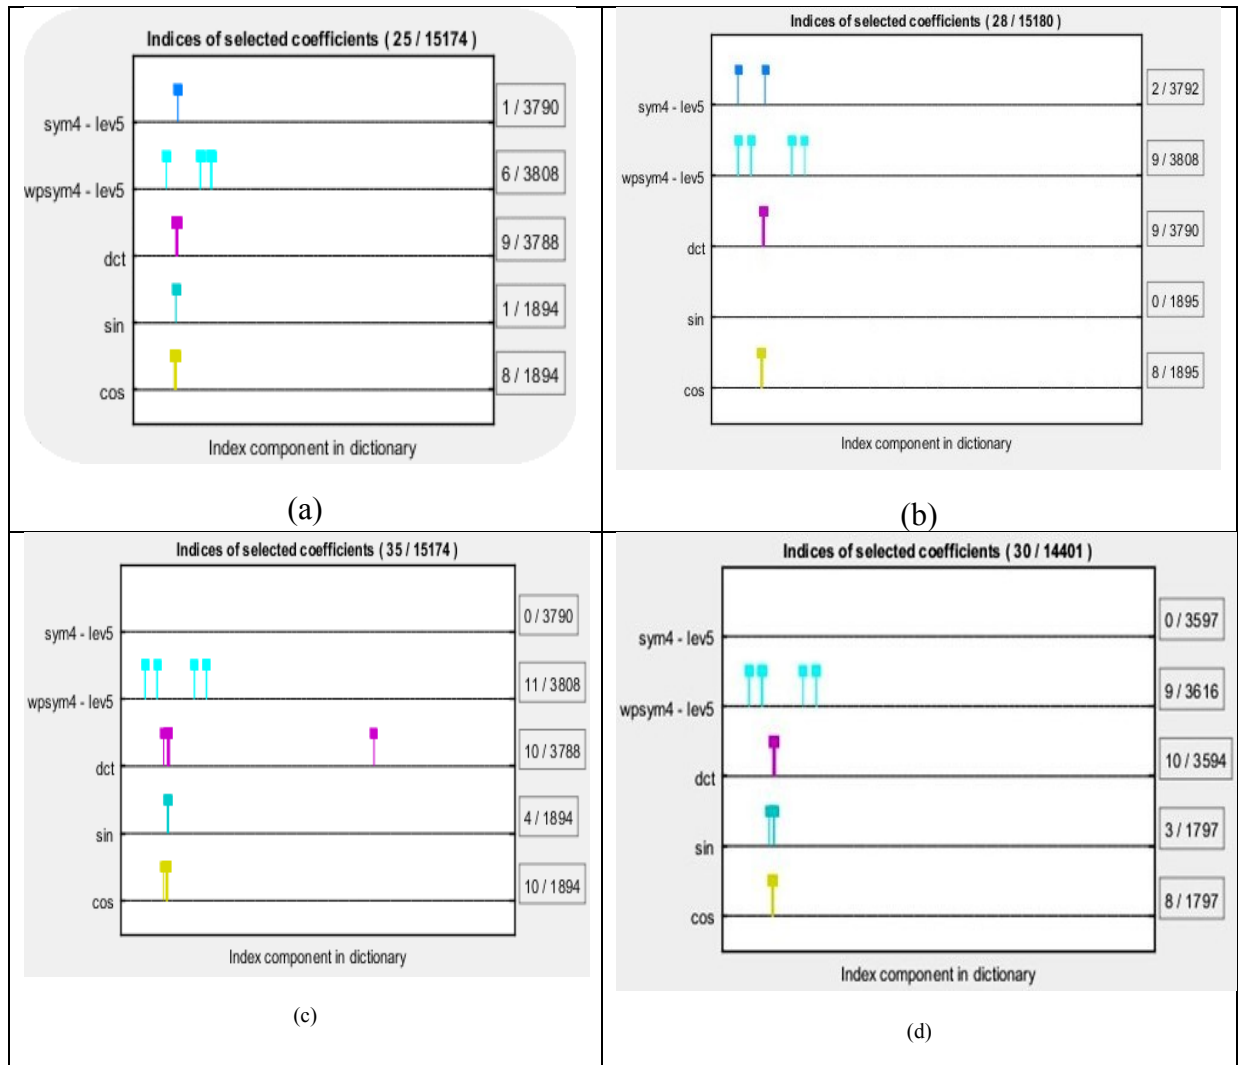 Indices of selected coefficients ( 25 / 15174 )
sym4 - lev5
1 / 3790
wpsym4 - lev5
6 / 3808
dct
9 / 3788
sin
1 / 1894
cos
8 / 1894
Index component in dictionary
(a)
Indices of selected coefficients ( 28 / 15180 )
sym4 - lev5
2 / 3792
wpsym4 - lev5
9 / 3808
dct
9 / 3790
sin
0 / 1895
cos
8 / 1895
Index component in dictionary
(b)
Indices of selected coefficients ( 35 / 15174 )
sym4 - lev5
0 / 3790
wpsym4 - lev5
11 / 3808
dct
10 / 3788
sin
4 / 1894
cos
10 / 1894
Index component in dictionary
(c)
Indices of selected coefficients ( 30 / 14401 )
sym4 - lev5
0 / 3597
wpsym4 - lev5
9 / 3616
dct
10 / 3594
sin
3 / 1797
cos
8 / 1797
Index component in dictionary
(d)